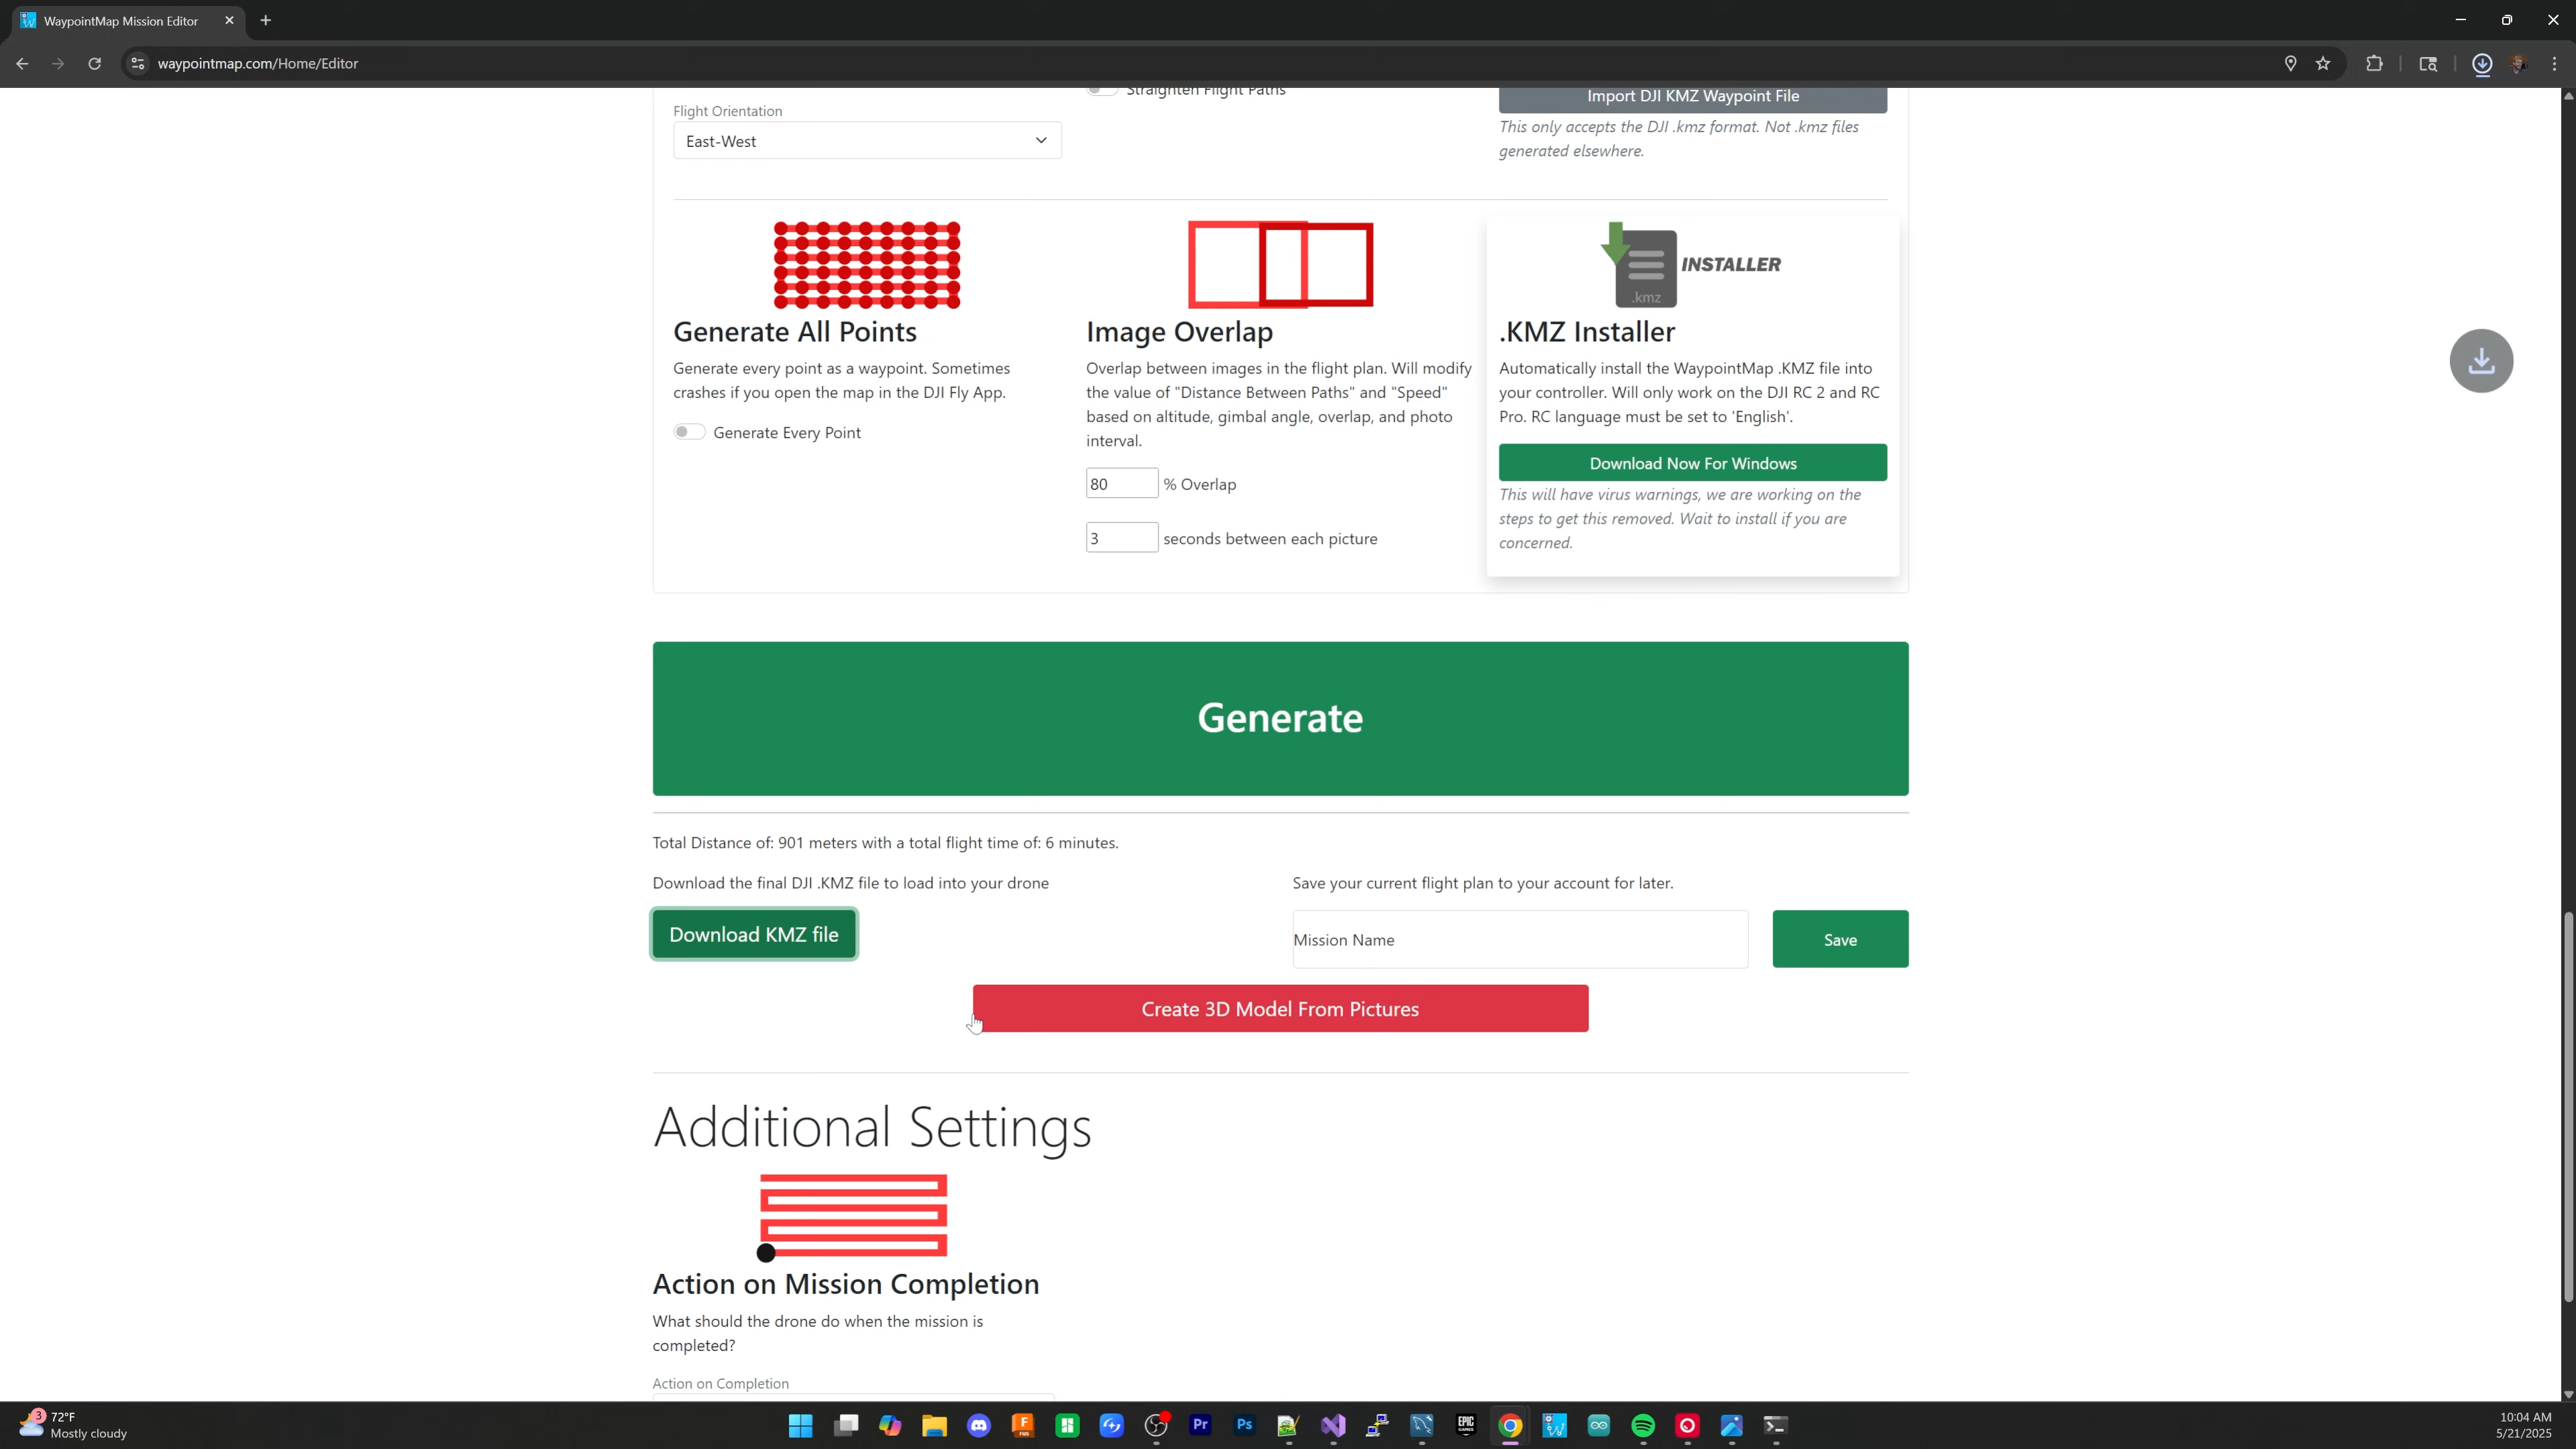 WaypointMap Mission Editor
waypointmap.com/Home/Editor
Straighten Flight Paths
Import DJI KMZ Waypoint File
Flight Orientation
East-West
This only accepts the DJI .kmz format. Not .kmz files
generated elsewhere.
INSTALLER
.kmz
Generate All Points
Generate every point as a waypoint. Sometimes
crashes if you open the map in the DJI Fly App.
Generate Every Point
Image Overlap
Overlap between images in the flight plan. Will modify
the value of "Distance Between Paths" and "Speed"
based on altitude, gimbal angle, overlap, and photo
interval.
80 % Overlap
3 seconds between each picture
.KMZ Installer
Automatically install the WaypointMap .KMZ file into
your controller. Will only work on the DJI RC 2 and RC
Pro. RC language must be set to 'English'.
Download Now For Windows
This will have virus warnings, we are working on the
steps to get this removed. Wait to install if you are
concerned.
Generate
Total Distance of: 901 meters with a total flight time of: 6 minutes.
Download the final DJI .KMZ file to load into your drone
Download KMZ file
Save your current flight plan to your account for later.
Mission Name
Save
Create 3D Model From Pictures
Additional Settings
Action on Mission Completion
What should the drone do when the mission is
completed?
Action on Completion
3
72°F
Mostly cloudy
F
Pr
Ps
EPIC
GAMES
W
10:04 AM
5/21/2025